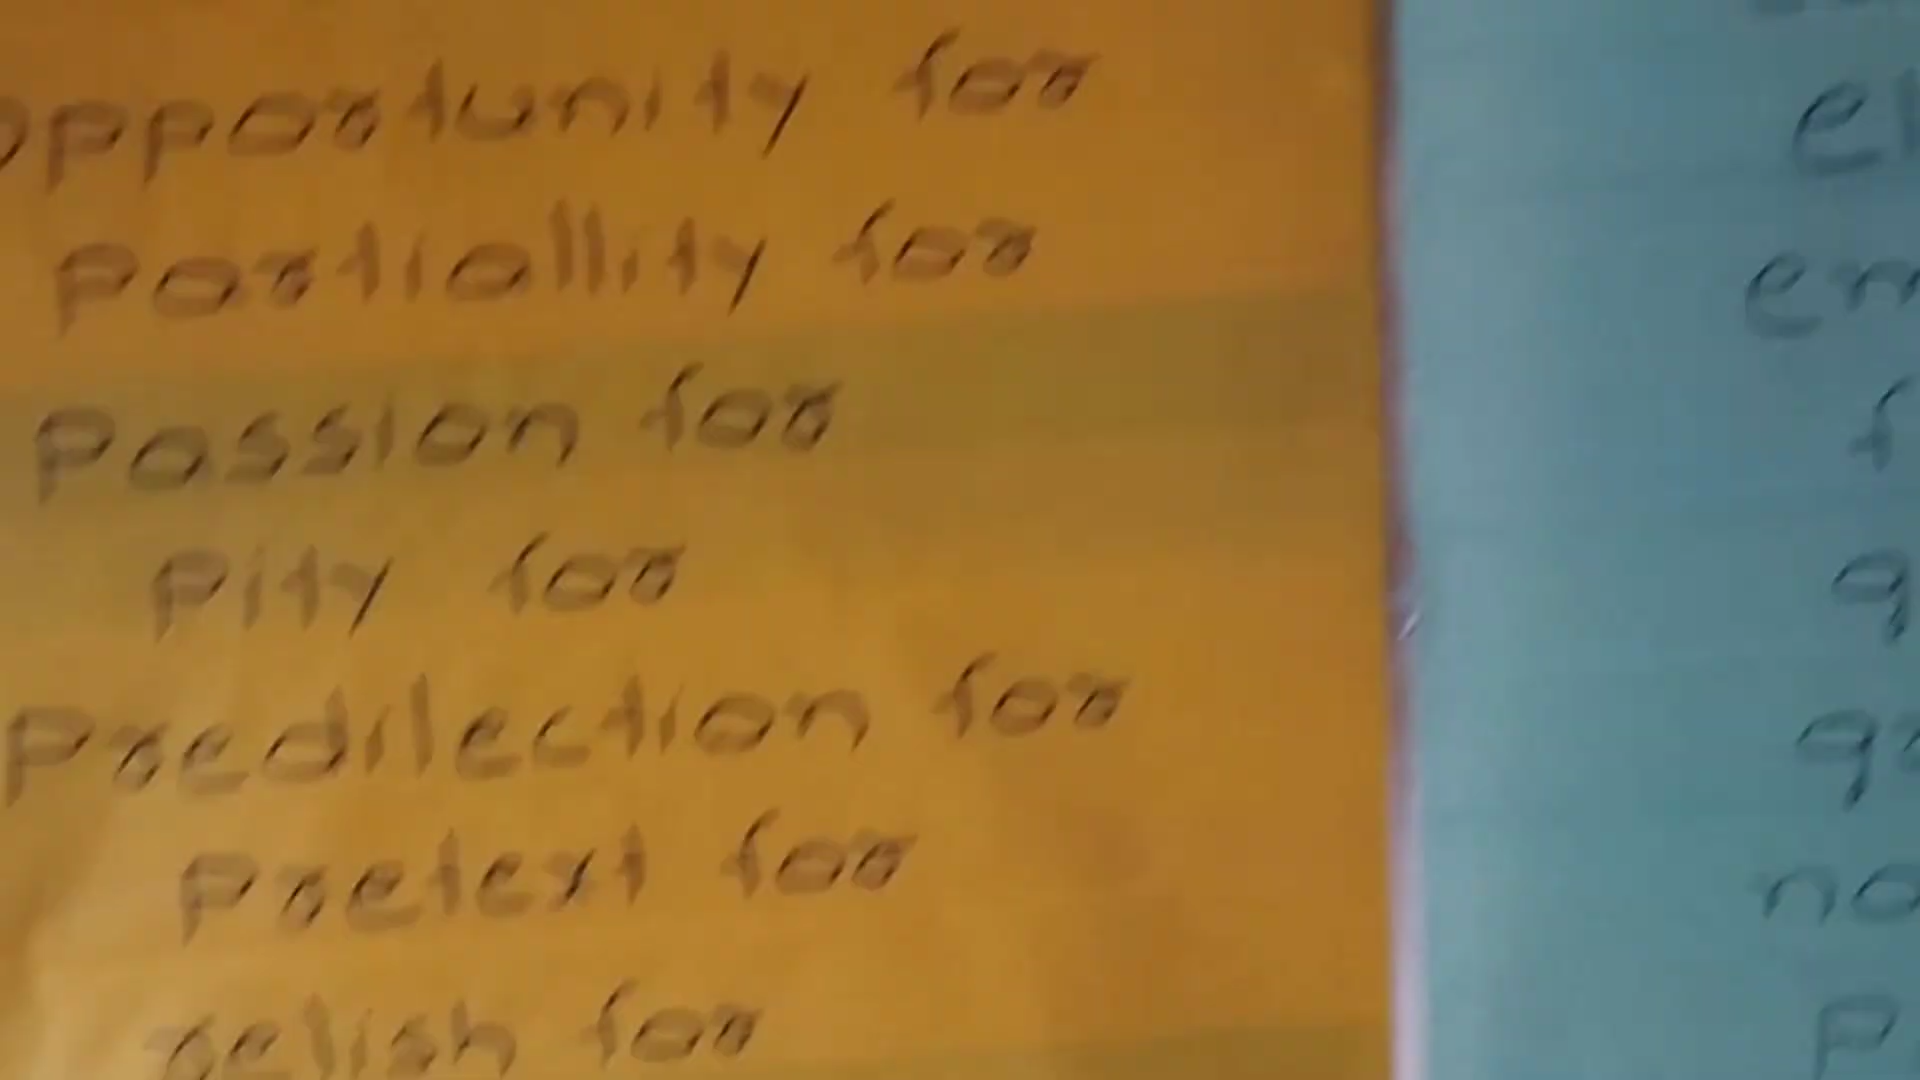 opportunity for
Partiallity for
Passion for
Pity for
Predilection for
Pretext for
relish for